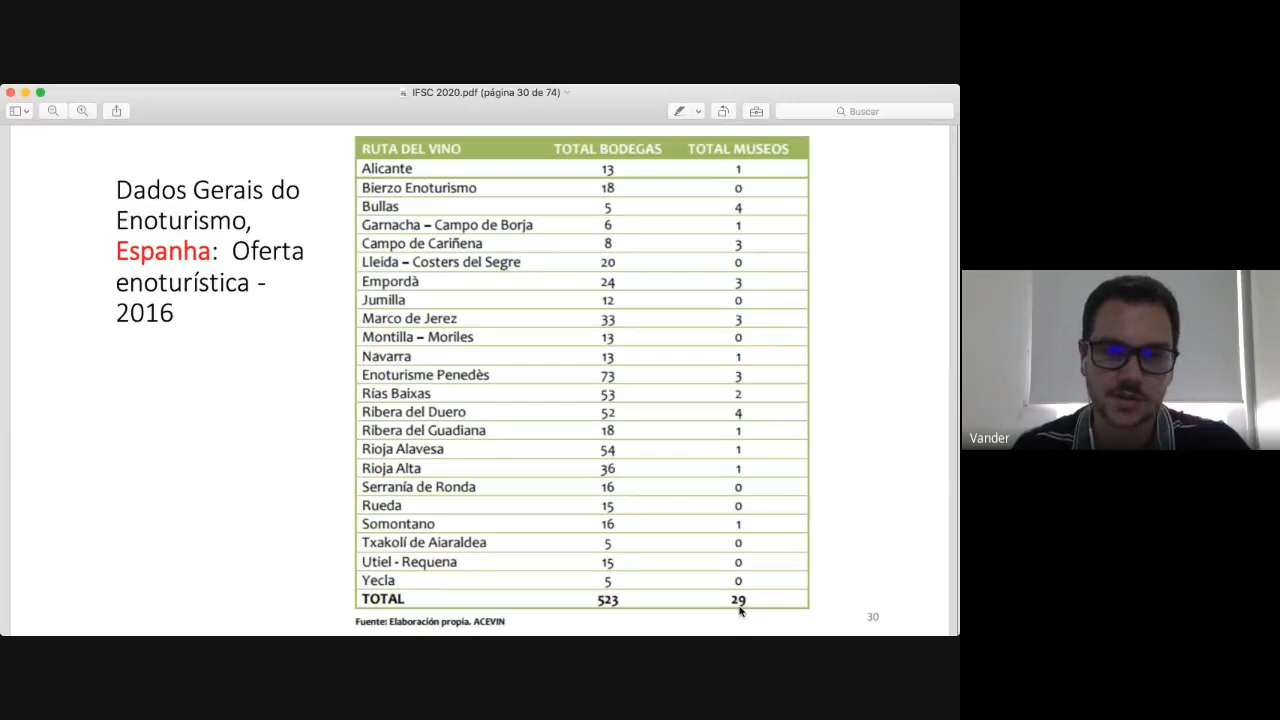 IFSC 2020.pdf (página 30 de 74)
Buscar
Dados Gerais do
Enoturismo,
Espanha: Oferta
enoturística -
2016
RUTA DEL VINO TOTAL BODEGAS TOTAL MUSEOS
Alicante 13 1
Bierzo Enoturismo 18 0
Bullas 5 4
Garnacha – Campo de Borja 6 1
Campo de Cariñena 8 3
Lleida – Costers del Segre 20 0
Empordà 24 3
Jumilla 12 0
Marco de Jerez 33 3
Montilla – Moriles 13 0
Navarra 13 1
Enoturisme Penedès 73 3
Rías Baixas 53 2
Ribera del Duero 52 4
Ribera del Guadiana 18 1
Rioja Alavesa 54 1
Rioja Alta 36 1
Serranía de Ronda 16 0
Rueda 15 0
Somontano 16 1
Txakolí de Aiaraldea 5 0
Utiel - Requena 15 0
Yecla 5 0
TOTAL 523 29
Fuente: Elaboración propia. ACEVIN
30
Vander